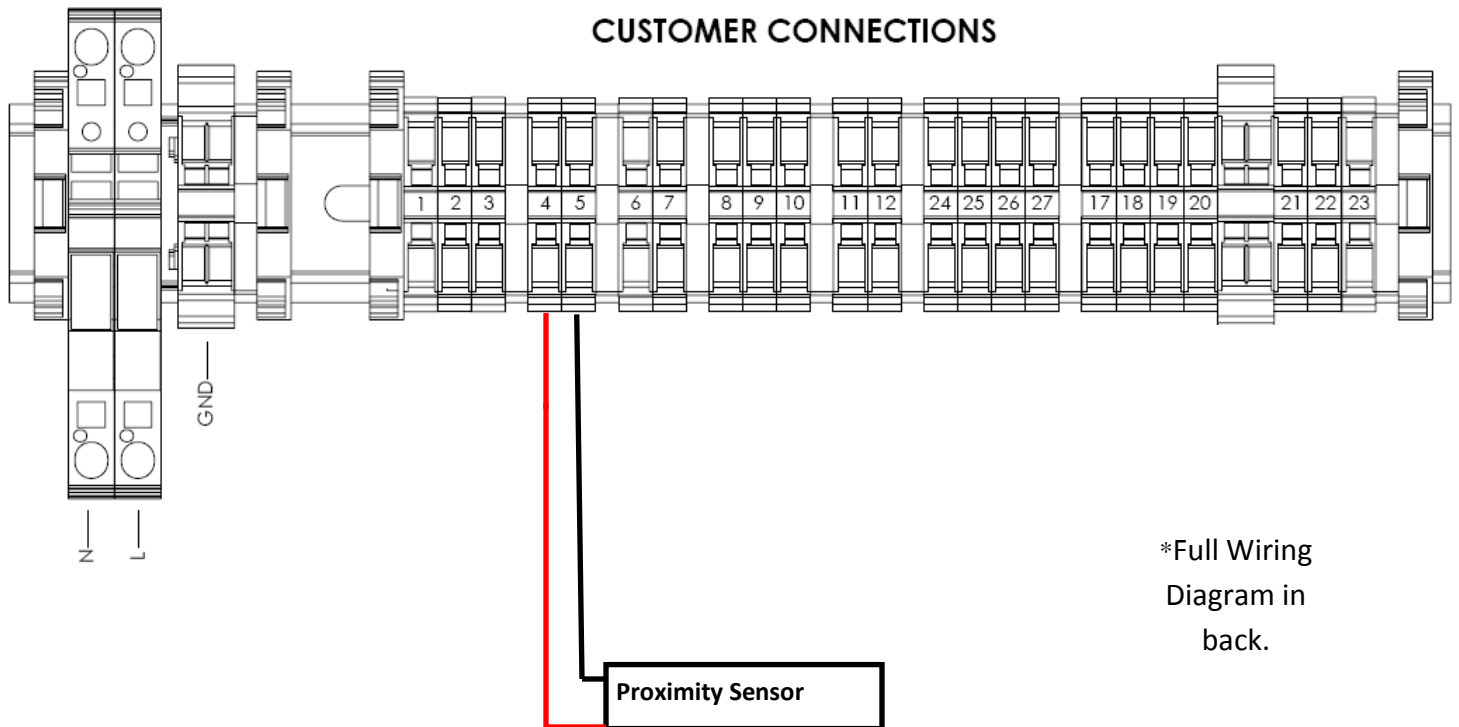 CUSTOMER CONNECTIONS
1 2 3 4 5 6 7 8 9 10 11 12 24 25 26 27 17 18 19 20 21 22 23
GND
N
L
*Full Wiring
Diagram in
back.
Proximity Sensor